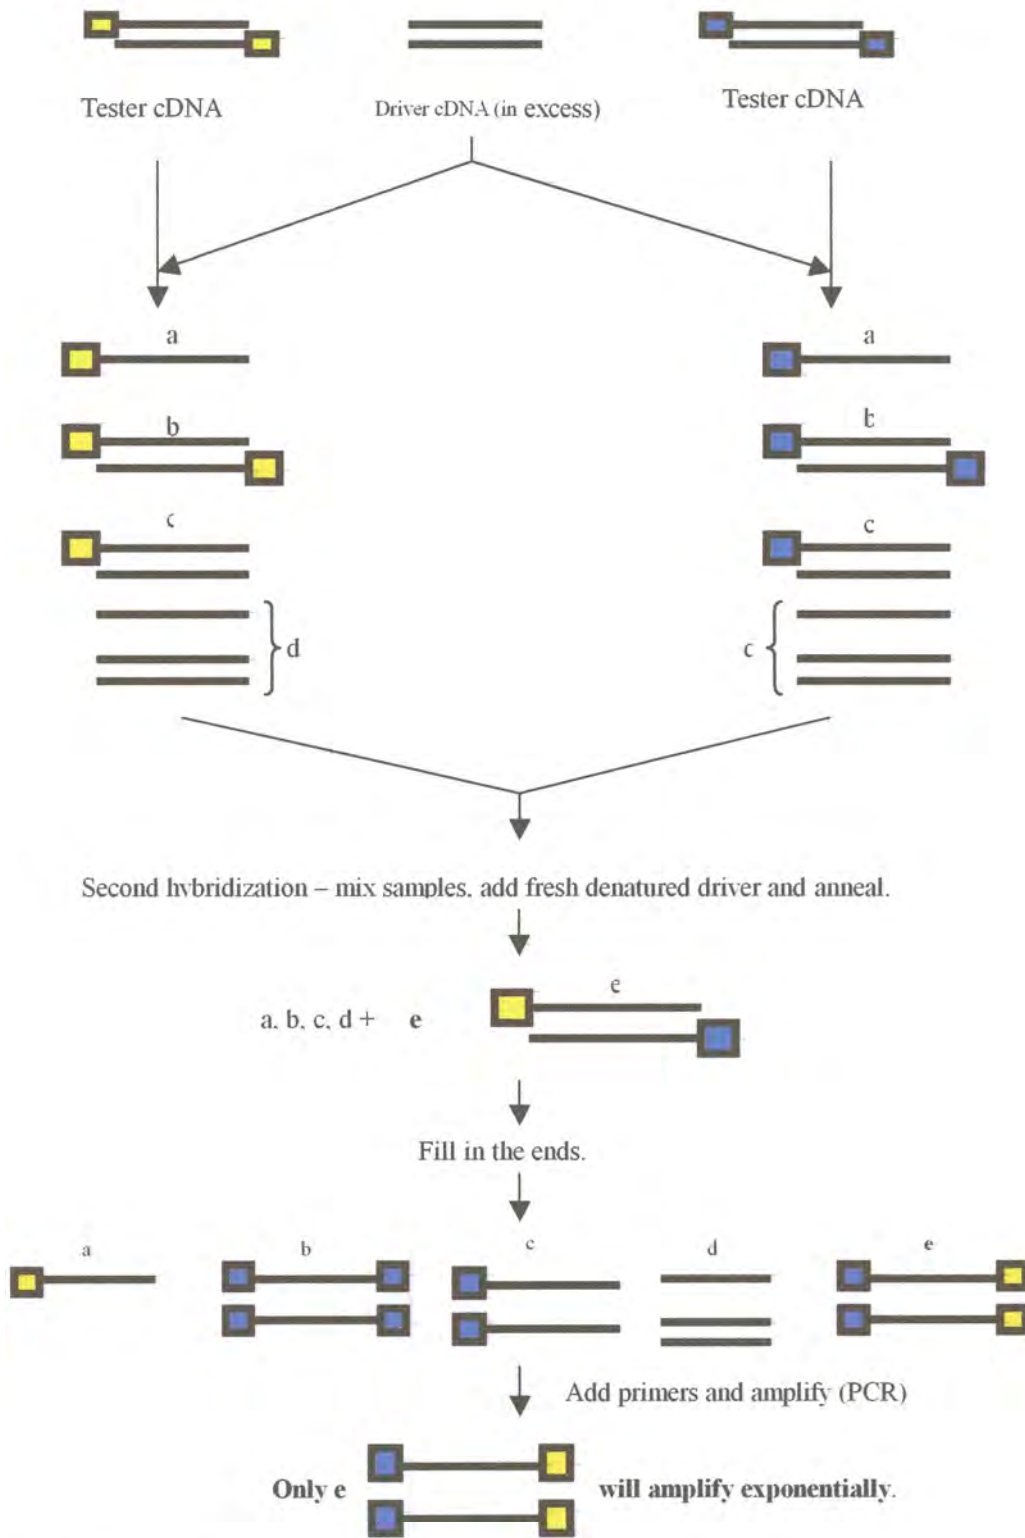 Tester cDNA
Driver cDNA (in excess)
Tester cDNA
a
a
b
b
c
c
d
c
Second hybridization – mix samples, add fresh denatured driver and anneal.
e
a, b, c, d + e
Fill in the ends.
a
b
c
d
e
Add primers and amplify (PCR)
Only e will amplify exponentially.